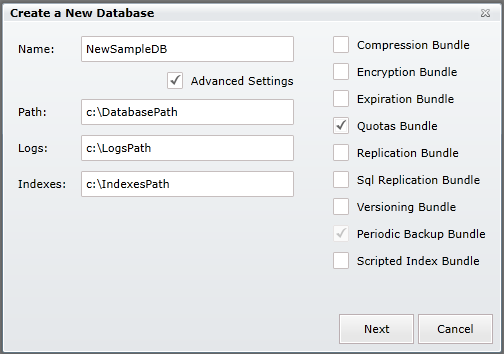 Create a New Database
Name: NewSampleDB
Advanced Settings
Path: c:\DatabasePath
Logs: c:\LogsPath
Indexes: c:\IndexesPath
Compression Bundle
Encryption Bundle
Expiration Bundle
Quotas Bundle
Replication Bundle
Sql Replication Bundle
Versioning Bundle
Periodic Backup Bundle
Scripted Index Bundle
Next Cancel